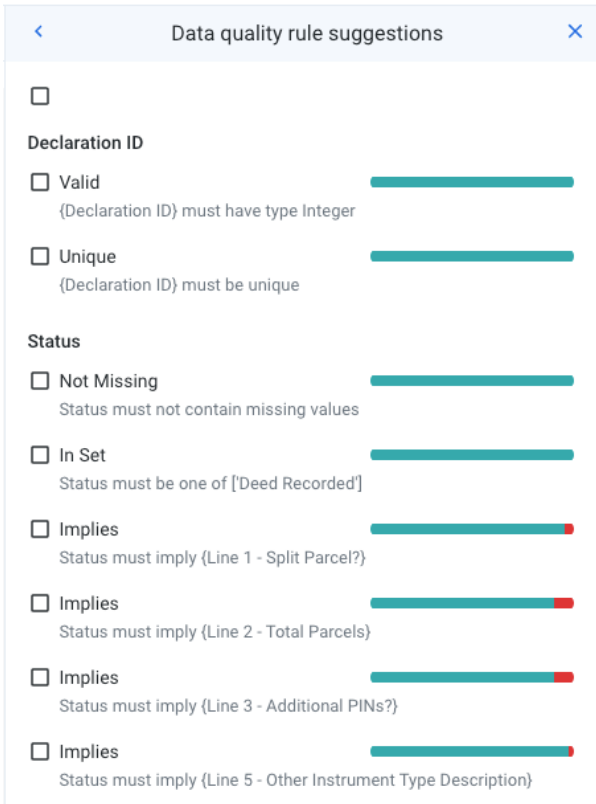 Data quality rule suggestions
Declaration ID
Valid
{Declaration ID} must have type Integer
Unique
{Declaration ID} must be unique
Status
Not Missing
Status must not contain missing values
In Set
Status must be one of ['Deed Recorded']
Implies
Status must imply {Line 1 - Split Parcel?}
Implies
Status must imply {Line 2 - Total Parcels}
Implies
Status must imply {Line 3 - Additional PINs?}
Implies
Status must imply {Line 5 - Other Instrument Type Description}